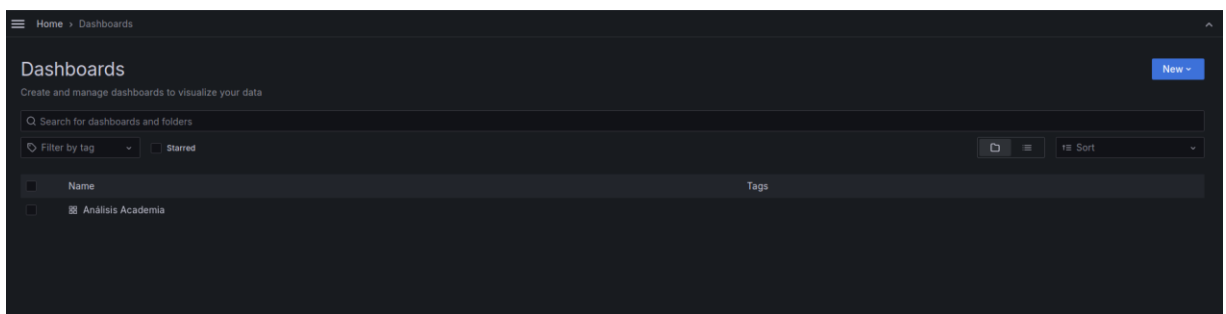 Home › Dashboards
Dashboards
New
Create and manage dashboards to visualize your data
Search for dashboards and folders
Filter by tag
Starred
Sort
Name Tags
Análisis Academia